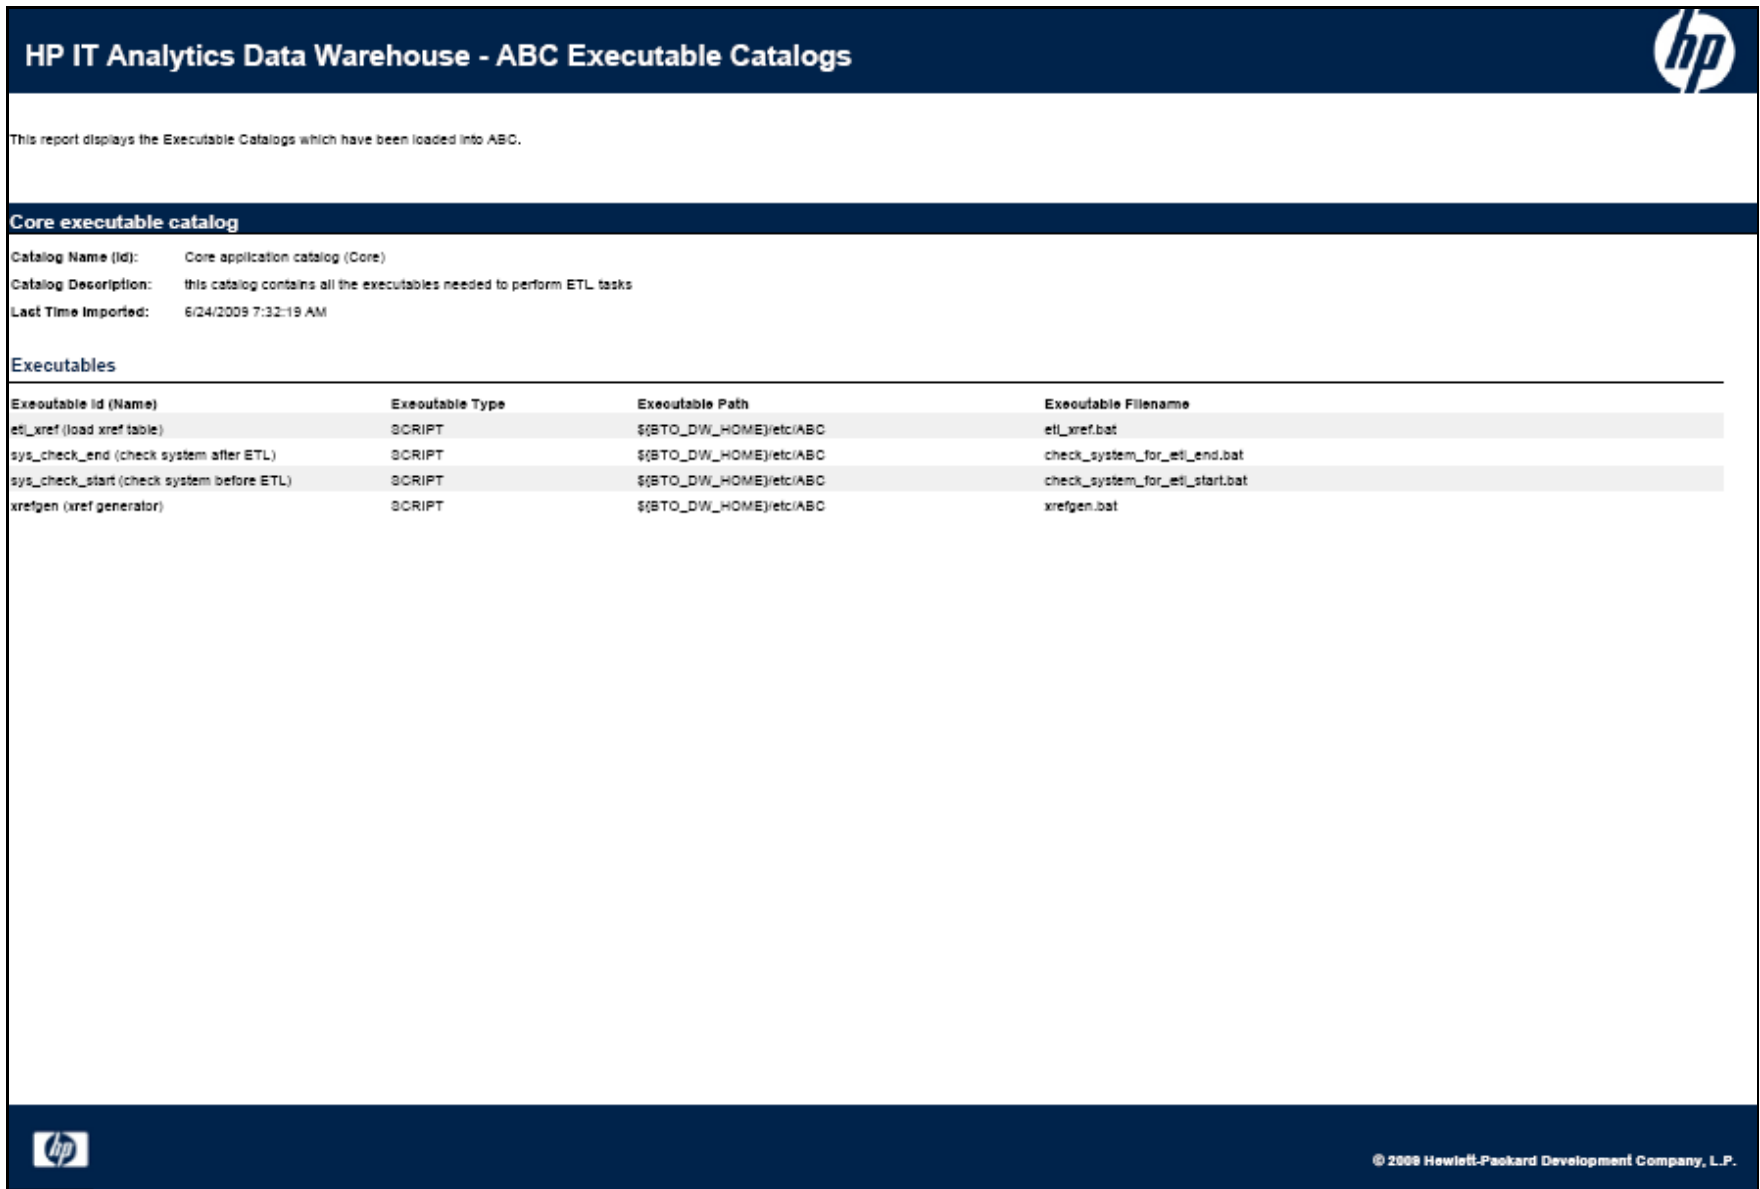 HP IT Analytics Data Warehouse - ABC Executable Catalogs
hp
This report displays the Executable Catalogs which have been loaded into ABC.
Core executable catalog
Catalog Name (Id): Core application catalog (Core)
Catalog Description: this catalog contains all the executables needed to perform ETL tasks
Last Time Imported: 6/24/2009 7:32:19 AM
Executables
Executable Id (Name) Executable Type Executable Path Executable Filename
etl_xref (load xref table) SCRIPT ${BTO_DW_HOME}/etc/ABC etl_xref.bat
sys_check_end (check system after ETL) SCRIPT ${BTO_DW_HOME}/etc/ABC check_system_for_etl_end.bat
sys_check_start (check system before ETL) SCRIPT ${BTO_DW_HOME}/etc/ABC check_system_for_etl_start.bat
xrefgen (xref generator) SCRIPT ${BTO_DW_HOME}/etc/ABC xrefgen.bat
hp
© 2009 Hewlett-Packard Development Company, L.P.